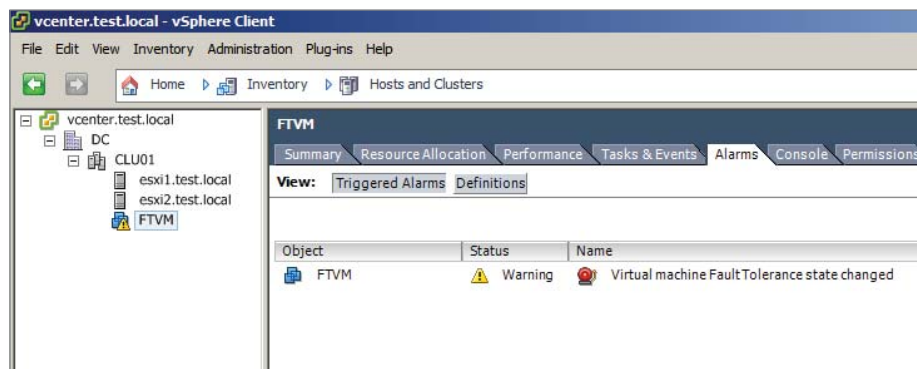 vcenter.test.local - vSphere Client
File Edit View Inventory Administration Plug-ins Help
Home Inventory Hosts and Clusters
vcenter.test.local
DC
CLU01
esxi1.test.local
esxi2.test.local
FTVM
FTVM
Summary Resource Allocation Performance Tasks & Events Alarms Console Permissions
View: Triggered Alarms Definitions
Object Status Name
FTVM Warning Virtual machine Fault Tolerance state changed